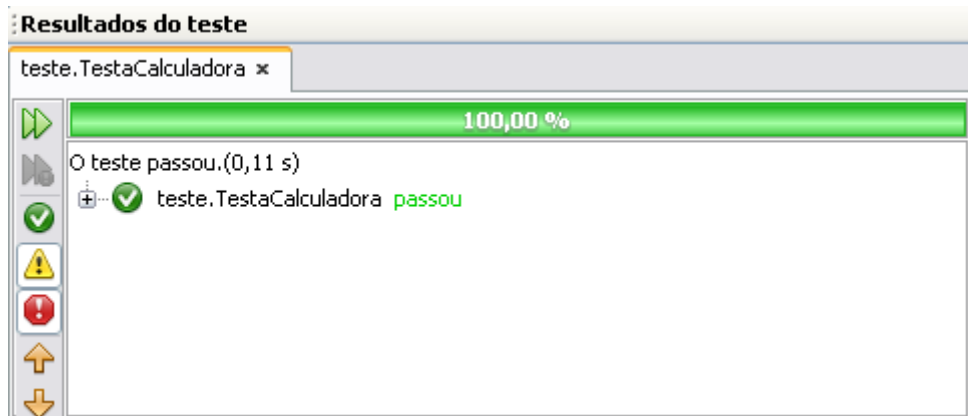 Resultados do teste
teste.TestaCalculadora
100,00 %
O teste passou.(0,11 s)
teste.TestaCalculadora passou